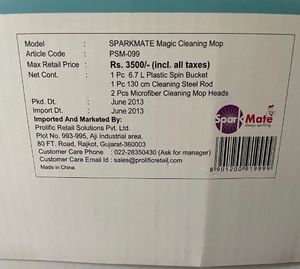 Model : SPARKMATE Magic Cleaning Mop
Article Code : PSM-099
Max Retail Price : Rs. 3500/- (incl. all taxes)
Net Cont. : 1 Pc 6.7 L Plastic Spin Bucket
1 Pc 130 cm Cleaning Steel Rod
2 Pcs Microfiber Cleaning Mop Heads
Pkd. Dt. : June 2013
Import Dt. : June 2013
Imported And Marketed By:
Prolific Retail Solutions Pvt. Ltd.
Plot No. 993-995, Aji Industrial area,
80 FT. Road, Rajkot, Gujarat-360003
Customer Care Phone : 022-28350430 (Ask for manager)
Customer Care Email Id : sales@prolificretail.com
Made in China
Spark Mate
always sparkling
8901200919999